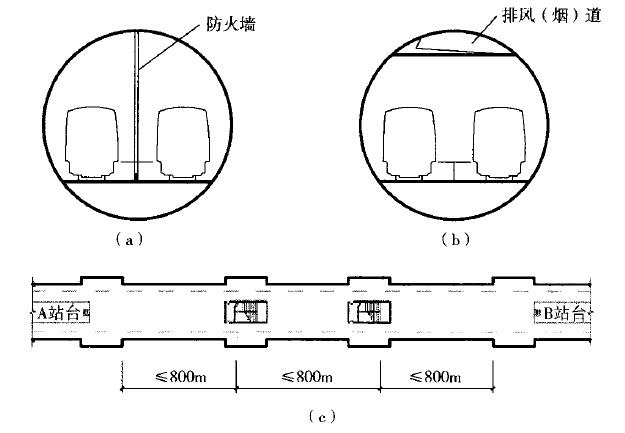 防火墙
排风（烟）道
（a）
（b）
A站台
B站台
≤800m
≤800m
≤800m
（c）